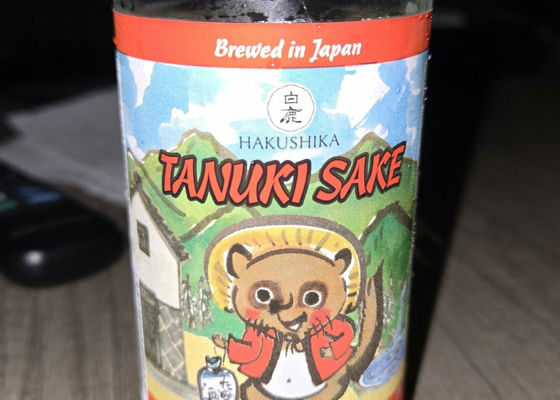 Brewed in Japan
白鹿
HAKUSHIKA
TANUKI SAKE